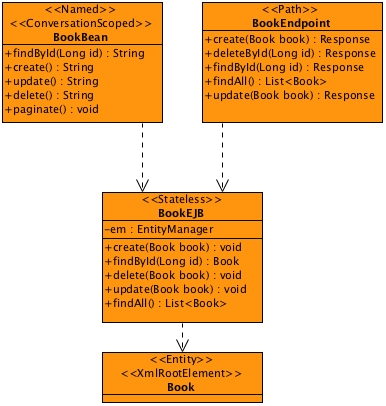 <<Named>>
<<ConversationScoped>>
BookBean
+findById(Long id) : String
+create() : String
+update() : String
+delete() : String
+paginate() : void
<<Path>>
BookEndpoint
+create(Book book) : Response
+deleteById(Long id) : Response
+findById(Long id) : Response
+findAll() : List<Book>
+update(Book book) : Response
<<Stateless>>
BookEJB
-em : EntityManager
+create(Book book) : void
+findById(Long id) : Book
+delete(Book book) : void
+update(Book book) : void
+findAll() : List<Book>
<<Entity>>
<<XmlRootElement>>
Book